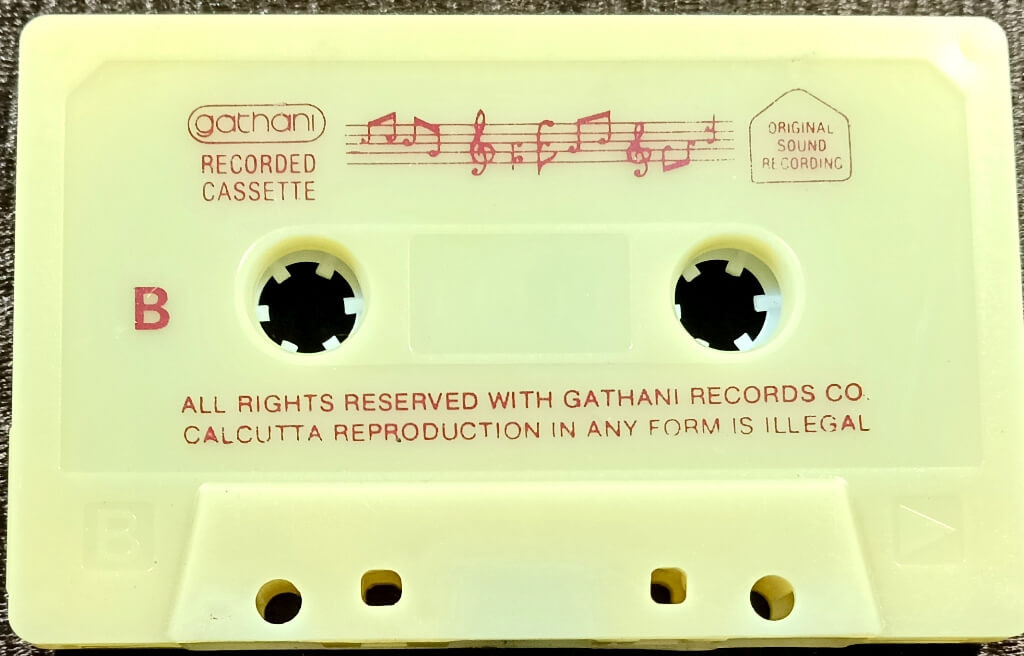 gathani
RECORDED
CASSETTE
ORIGINAL
SOUND
RECORDING
B
ALL RIGHTS RESERVED WITH GATHANI RECORDS CO.
CALCUTTA REPRODUCTION IN ANY FORM IS ILLEGAL
B